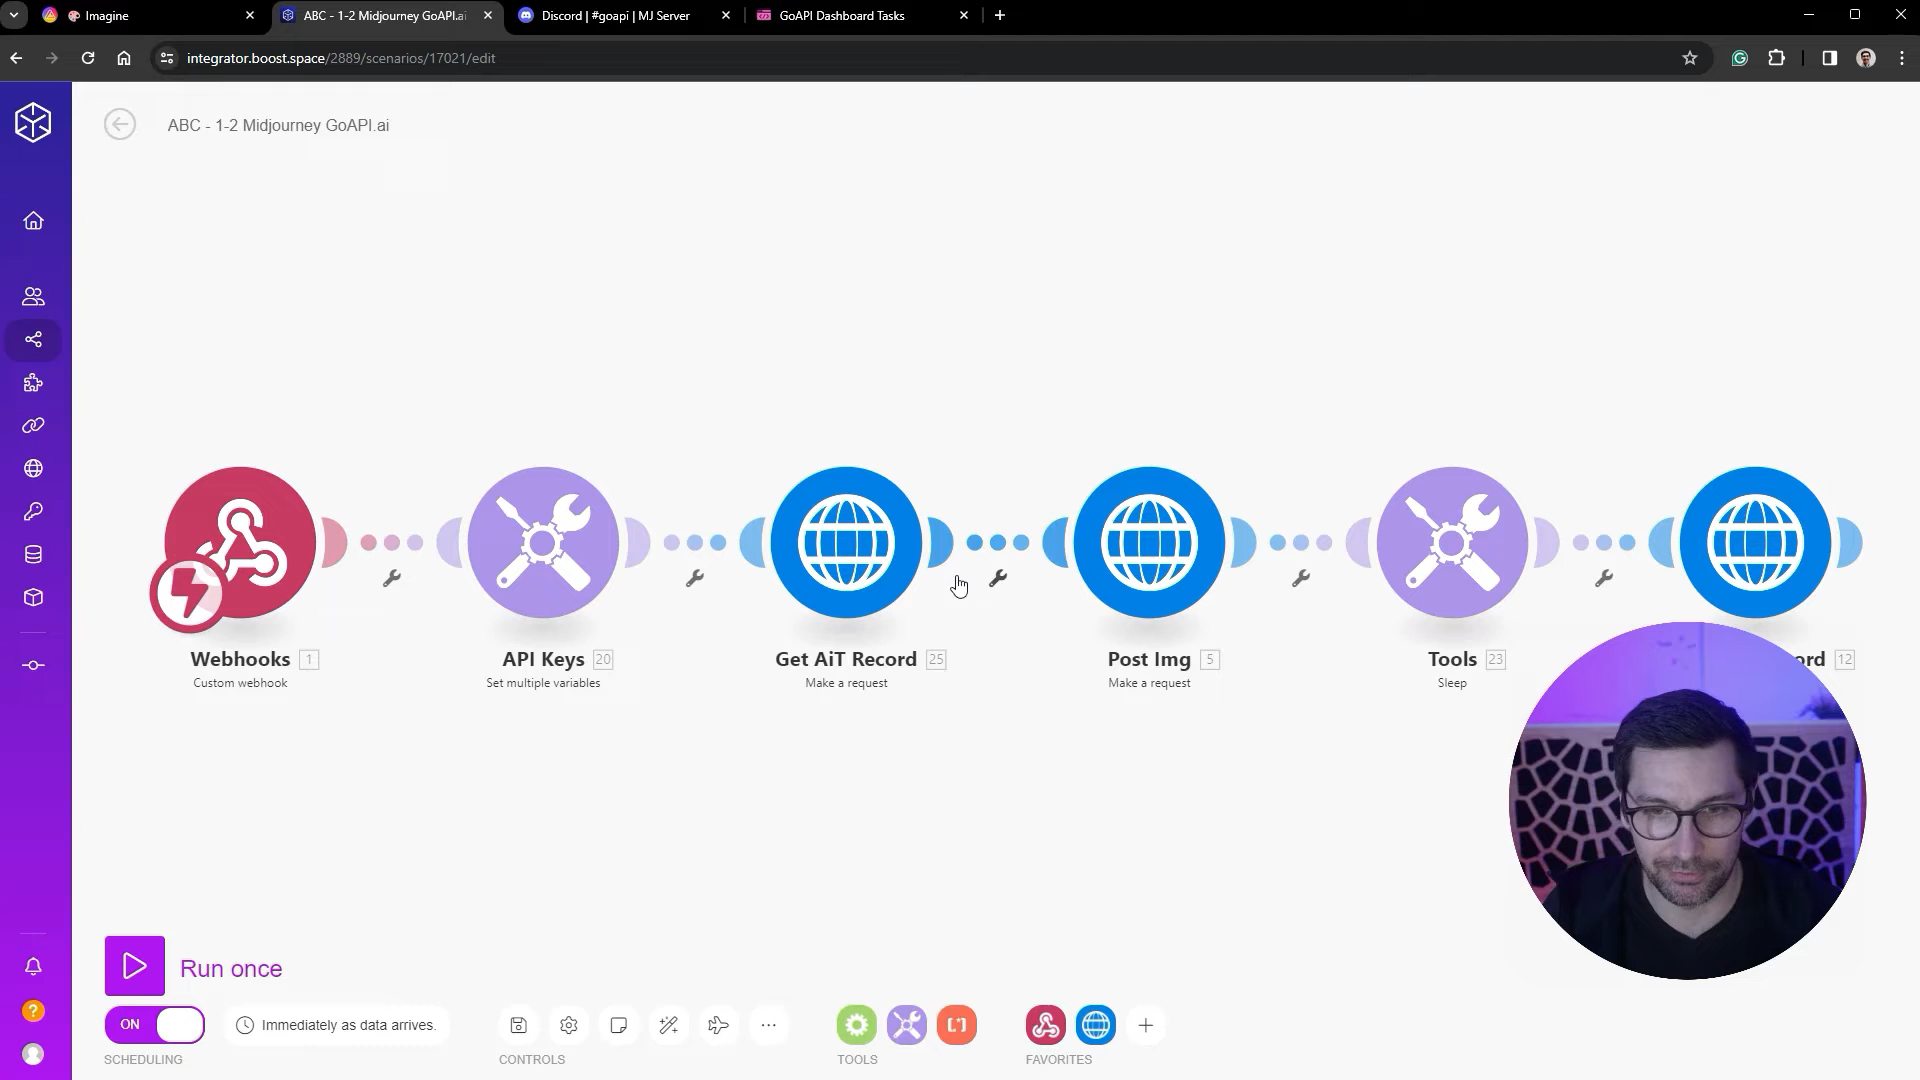 Imagine
ABC - 1-2 Midjourney GoAPI.ai
Discord | #goapi | MJ Server
GoAPI Dashboard Tasks
integrator.boost.space/2889/scenarios/17021/edit
ABC - 1-2 Midjourney GoAPI.ai
Webhooks 1
Custom webhook
API Keys 20
Set multiple variables
Get AiT Record 25
Make a request
Post Img 5
Make a request
Tools 23
Sleep
ord 12
Run once
ON
Immediately as data arrives.
SCHEDULING
CONTROLS
TOOLS
FAVORITES
?